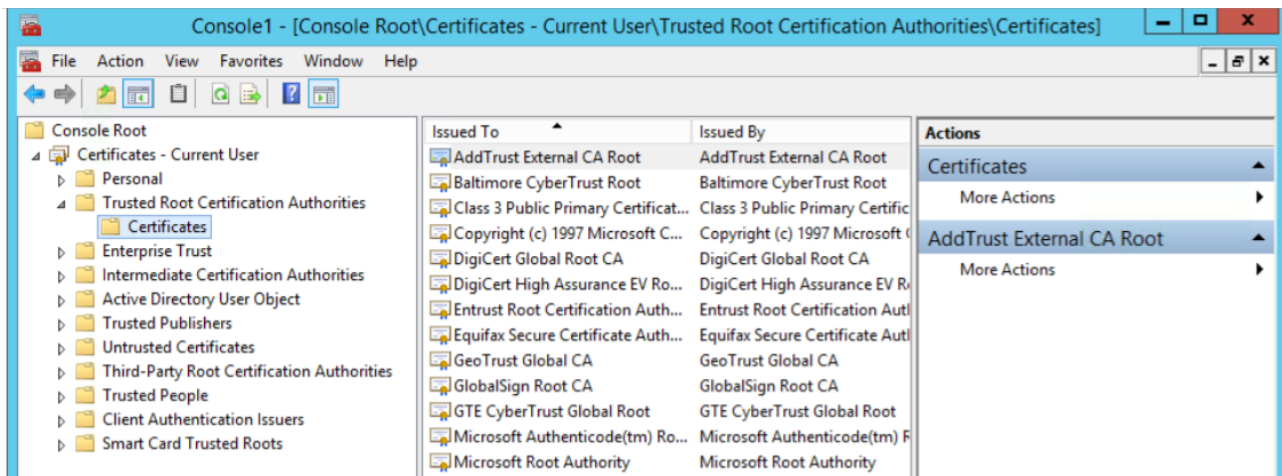 Console1 - [Console Root\Certificates - Current User\Trusted Root Certification Authorities\Certificates]
File Action View Favorites Window Help
Console Root
Certificates - Current User
Personal
Trusted Root Certification Authorities
Certificates
Enterprise Trust
Intermediate Certification Authorities
Active Directory User Object
Trusted Publishers
Untrusted Certificates
Third-Party Root Certification Authorities
Trusted People
Client Authentication Issuers
Smart Card Trusted Roots
Issued To Issued By
AddTrust External CA Root AddTrust External CA Root
Baltimore CyberTrust Root Baltimore CyberTrust Root
Class 3 Public Primary Certificat... Class 3 Public Primary Certific
Copyright (c) 1997 Microsoft C... Copyright (c) 1997 Microsoft
DigiCert Global Root CA DigiCert Global Root CA
DigiCert High Assurance EV Ro... DigiCert High Assurance EV R
Entrust Root Certification Auth... Entrust Root Certification Aut
Equifax Secure Certificate Auth... Equifax Secure Certificate Aut
GeoTrust Global CA GeoTrust Global CA
GlobalSign Root CA GlobalSign Root CA
GTE CyberTrust Global Root GTE CyberTrust Global Root
Microsoft Authenticode(tm) Ro... Microsoft Authenticode(tm) R
Microsoft Root Authority Microsoft Root Authority
Actions
Certificates
More Actions
AddTrust External CA Root
More Actions